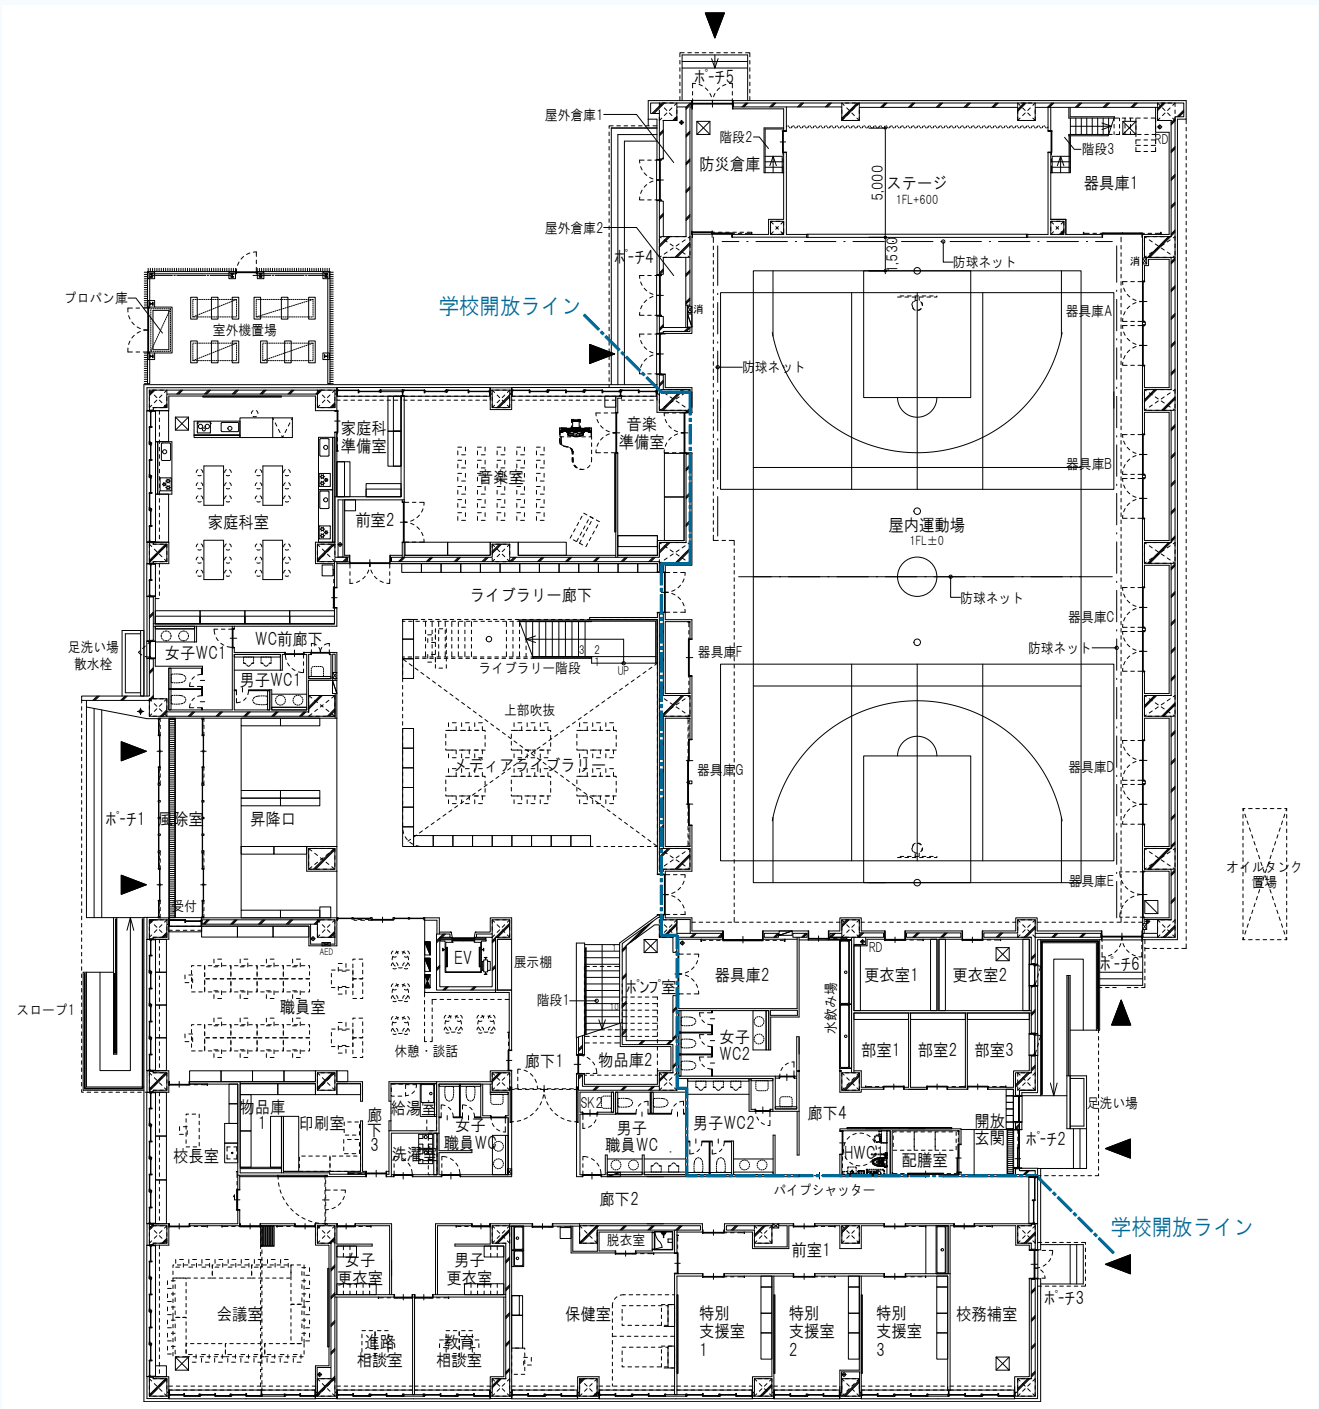 ポーチ5
屋外倉庫1
階段2
防災倉庫
5,000
ステージ
1FL+600
階段3
RD
器具庫1
屋外倉庫2
ポーチ4
1,530
防球ネット
消
プロパン庫
室外機置場
学校開放ライン
消
器具庫A
防球ネット
家庭科
準備室
音楽
準備室
音楽室
器具庫B
家庭科室
前室2
屋内運動場
1FL±0
ライブラリー廊下
防球ネット
器具庫C
足洗い場
散水栓
女子WC1
WC前廊下
男子WC1
ライブラリー階段
3
2
1
UP
器具庫F
防球ネット
上部吹抜
メディアライブラリー
器具庫G
器具庫D
ポーチ1
風除室
昇降口
受付
器具庫E
オイルタンク
置場
AED
EV
展示棚
RD
職員室
階段1
ポンプ室
器具庫2
水飲み場
更衣室1
更衣室2
ポーチ6
スロープ1
休憩・談話
廊下1
物品庫2
女子
WC2
部室1
部室2
部室3
物品庫
1
印刷室
廊下3
給湯室
洗濯室
女子
職員WC
SK2
男子
職員WC
男子WC2
廊下4
HWC1
配膳室
開放
玄関
足洗い場
ポーチ2
校長室
廊下2
パイプシャッター
学校開放ライン
女子
更衣室
男子
更衣室
脱衣室
前室1
ポーチ3
会議室
進路
相談室
教育
相談室
保健室
特別
支援室
1
特別
支援室
2
特別
支援室
3
校務補室